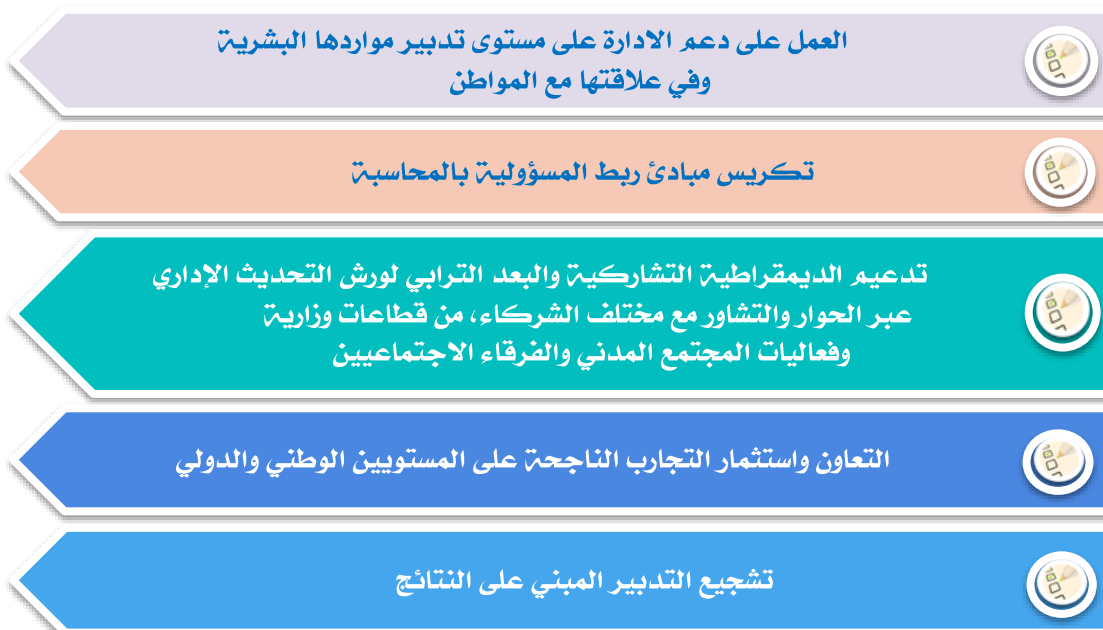 العمل على دعم الادارة على مستوى تدبير مواردها البشرية
وفي علاقتها مع المواطن
تكريس مبادئ ربط المسؤولية بالمحاسبة
تدعيم الديمقراطية التشاركية والبعد الترابي لورش التحديث الإداري
عبر الحوار والتشاور مع مختلف الشركاء، من قطاعات وزارية
وفعاليات المجتمع المدني والفرقاء الاجتماعيين
التعاون واستثمار التجارب الناجحة على المستويين الوطني والدولي
تشجيع التدبير المبني على النتائج